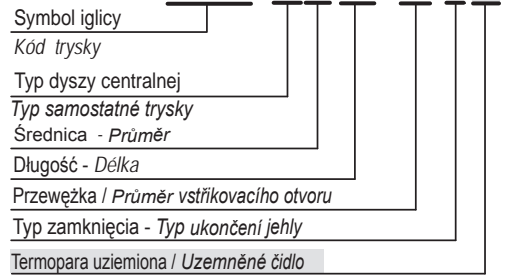 Symbol iglicy
Kód trysky
Typ dyszy centralnej
Typ samostatné trysky
Średnica - Průměr
Długość - Délka
Przewężka / Průměr vstřikovacího otvoru
Typ zamknięcia - Typ ukončení jehly
Termopara uziemiona / Uzemněné čidlo